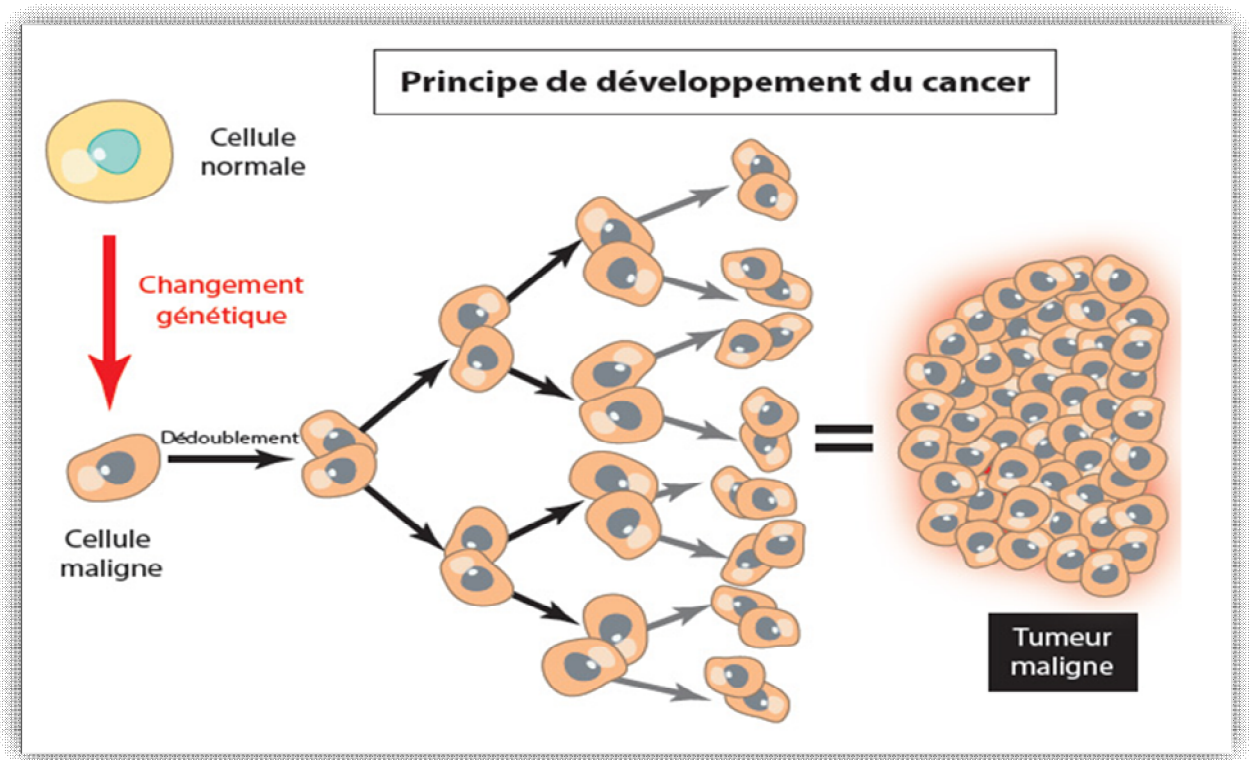 Principe de développement du cancer
Cellule
normale
Changement
génétique
Dédoublement
Cellule
maligne
Tumeur
maligne